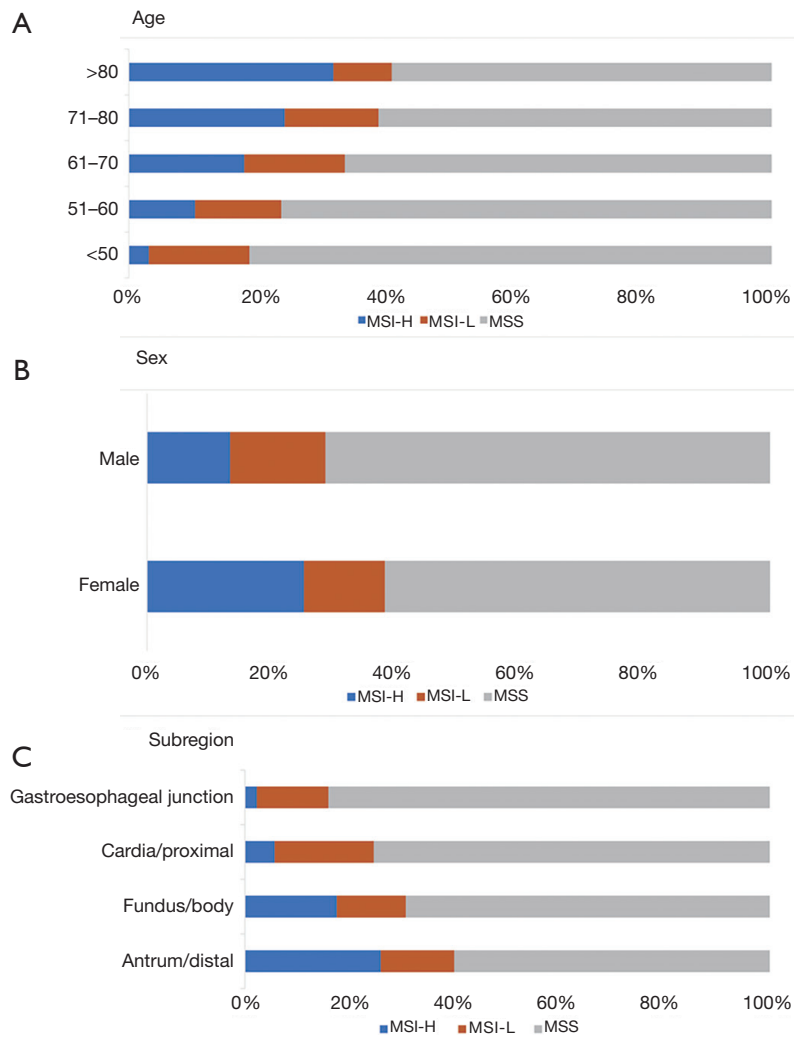 A
Age
>80
71–80
61–70
51–60
<50
0% 20% 40% 60% 80% 100%
MSI-H MSI-L MSS
B
Sex
Male
Female
0% 20% 40% 60% 80% 100%
MSI-H MSI-L MSS
C
Subregion
Gastroesophageal junction
Cardia/proximal
Fundus/body
Antrum/distal
0% 20% 40% 60% 80% 100%
MSI-H MSI-L MSS